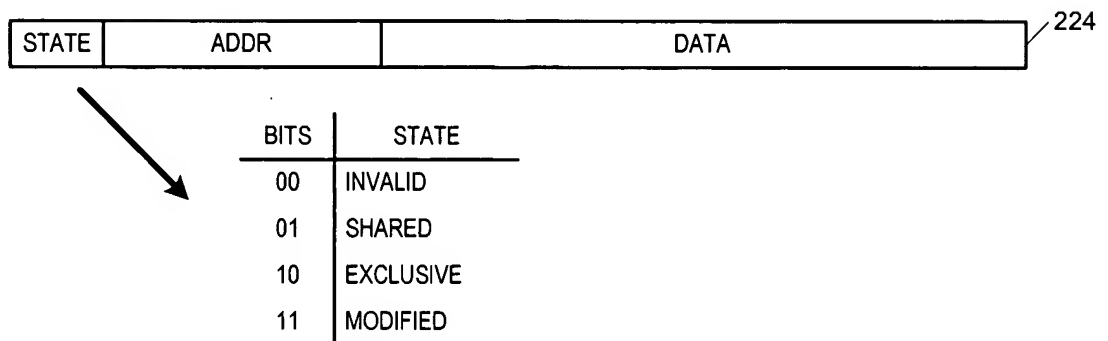 STATE ADDR DATA 224
BITS STATE
00 INVALID
01 SHARED
10 EXCLUSIVE
11 MODIFIED